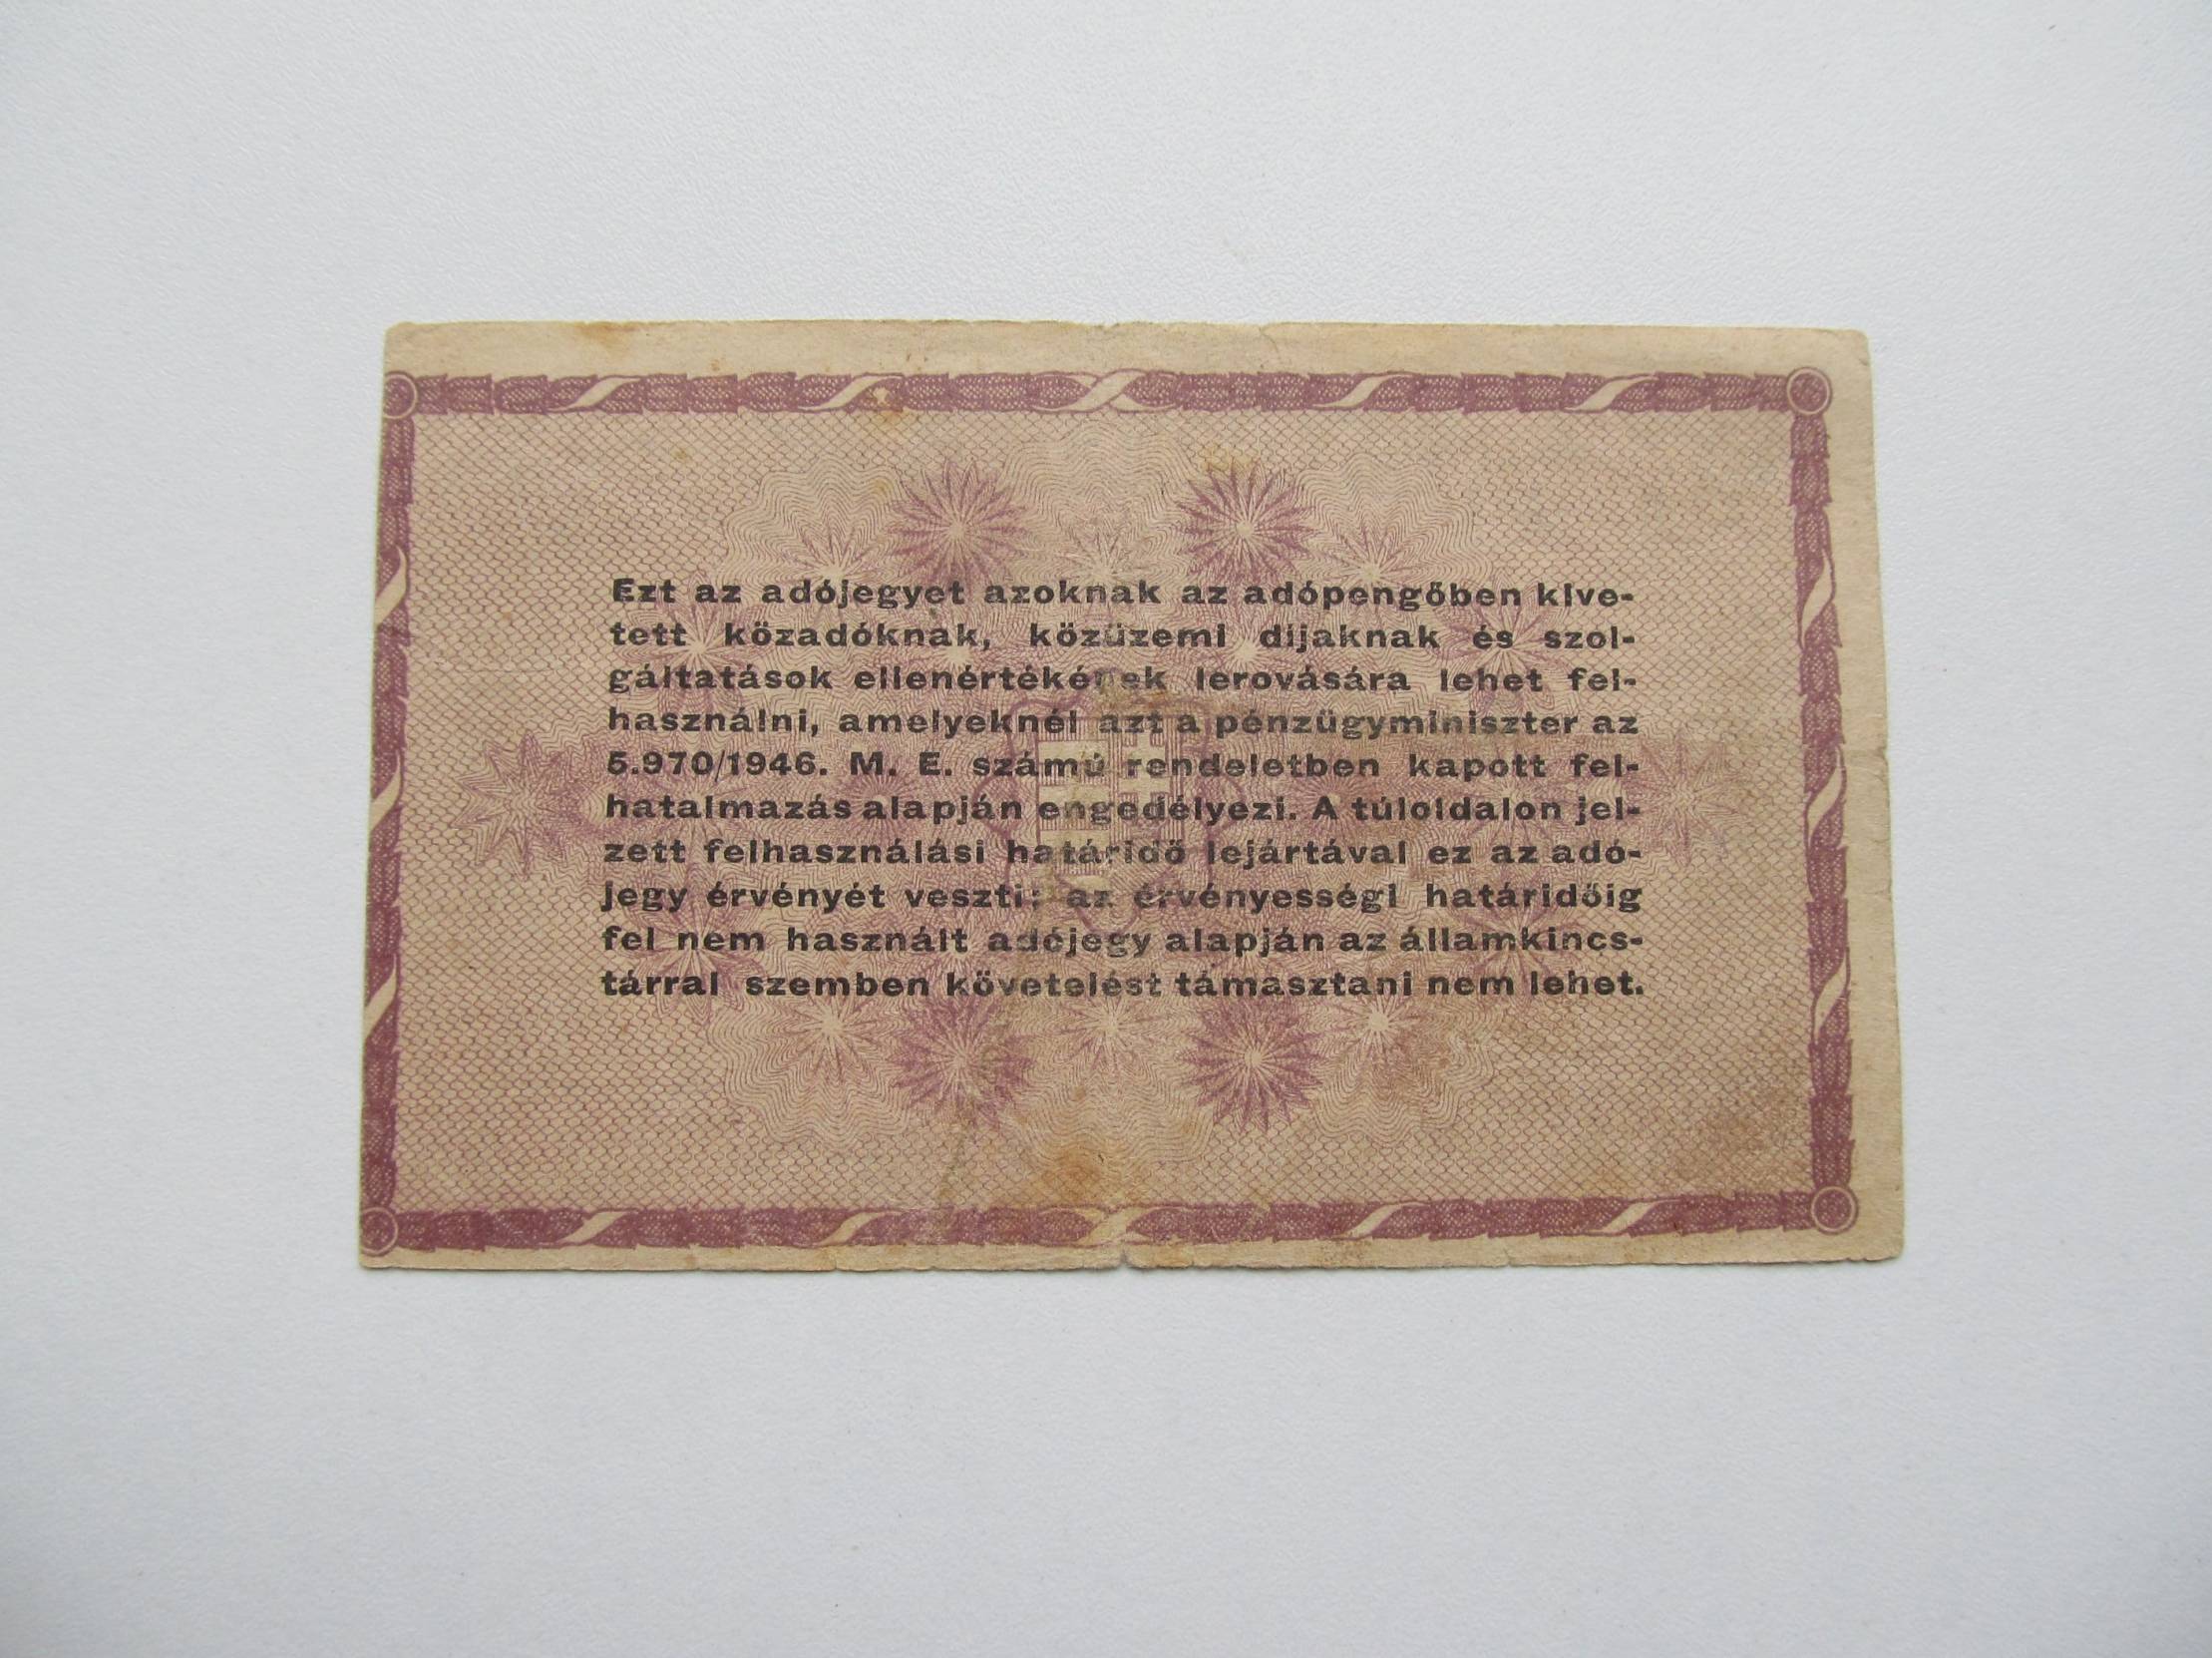 Ezt az adójegyet azoknak az adópengőben kive-
tett közadóknak, közüzemi díjaknak és szol-
gáltatások ellenértékének lerovására lehet fel-
használni, amelyeknél azt a pénzügyminiszter az
5.970/1946. M. E. számú rendeletben kapott fel-
hatalmazás alapján engedélyezi. A túloldalon jel-
zett felhasználási határidő lejártával ez az adó-
jegy érvényét veszti; az érvényességi határidőig
fel nem használt adójegy alapján az államkincs-
tárral szemben követelést támasztani nem lehet.